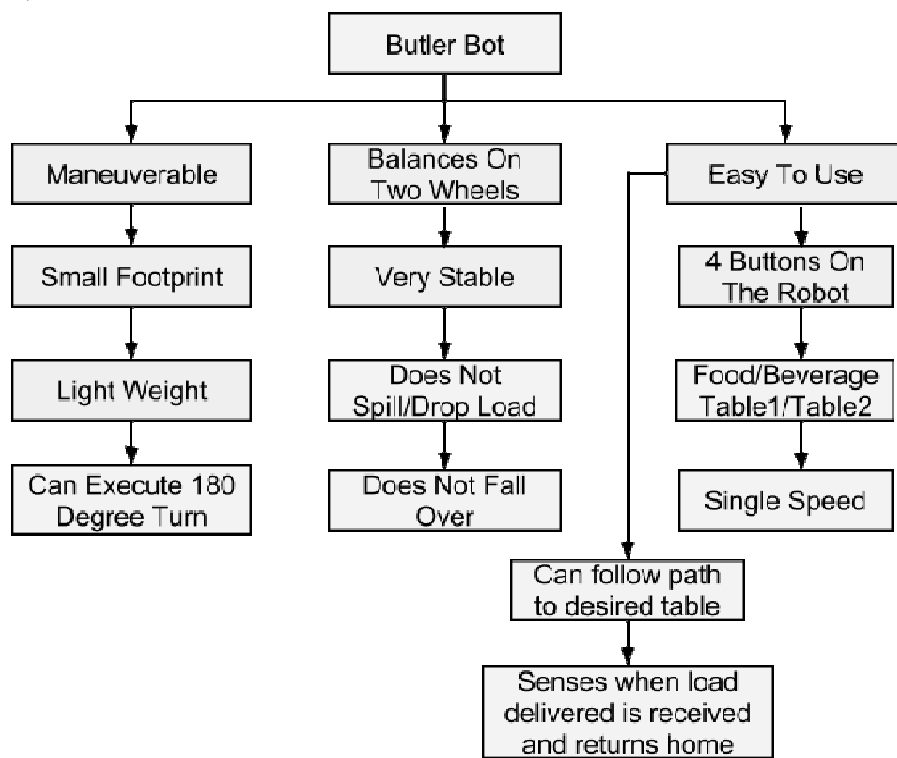 Butler Bot
Maneuverable
Balances On
Two Wheels
Easy To Use
Small Footprint
Very Stable
4 Buttons On
The Robot
Light Weight
Does Not
Spill/Drop Load
Food/Beverage
Table1/Table2
Can Execute 180
Degree Turn
Does Not Fall
Over
Single Speed
Can follow path
to desired table
Senses when load
delivered is received
and returns home